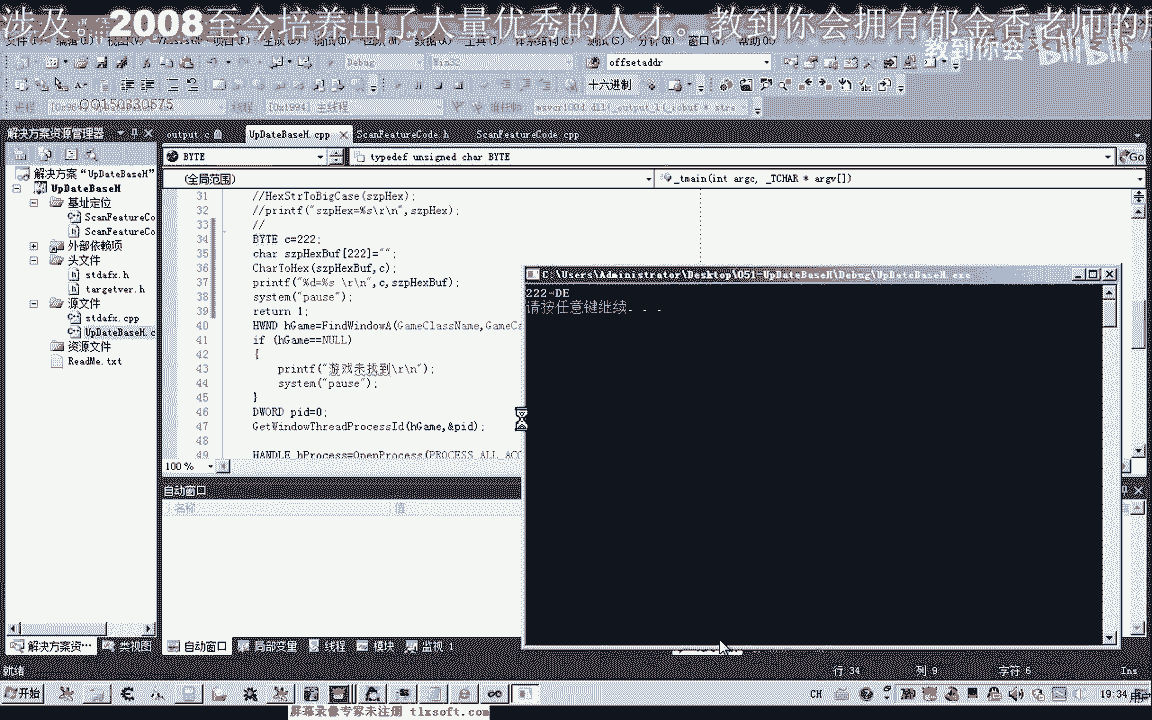 涉及。2008至今培养出了大量优秀的人才。教到你会拥有郁金香老师的
教到你会 bilibili
Debug Win32 offsetaddr
十六进制
QQ150330575
解决方案资源管理器
output.c UpDateBaseH.cpp ScanFeatureCode.h ScanFeatureCode.cpp
BYTE typedef unsigned char BYTE Go
(全局范围) _tmain(int argc, _TCHAR * argv[])
解决方案"UpDateBaseH"
UpDateBaseH
基址定位
ScanFeatureCo
ScanFeatureCo
外部依赖项
头文件
stdafx.h
targetver.h
源文件
stdafx.cpp
UpDateBaseH.c
资源文件
ReadMe.txt
31 //HexStrToBigCase(szpHex);
32 //printf("szpHex=%s\r\n",szpHex);
33 //
34 BYTE c=222;
35 char szpHexBuf[222]="";
36 CharToHex(szpHexBuf,c);
37 printf("%d=%s \r\n",c,szpHexBuf);
38 system("pause");
39 return 1;
40 HWND hGame=FindWindowA(GameClassName,GameCa
41 if (hGame==NULL)
42 {
43 printf("游戏未找到\r\n");
44 system("pause");
45 }
46 DWORD pid=0;
47 GetWindowThreadProcessId(hGame,&pid);
48
49 HANDLE hProcess=OpenProcess(PROCESS_ALL_ACC
100 %
C:\Users\Administrator\Desktop\051-UpDateBaseH\Debug\UpDateBaseH.exe
222=DE
请按任意键继续. . .
自动窗口
名称 值
解决方案资... 类视图 自动窗口 局部变量 线程 模块 监视 1
就绪 行 34 列 9 字符 6 Ins
开始 CH 19:34
屏幕录像专家未注册 tlxsoft.com